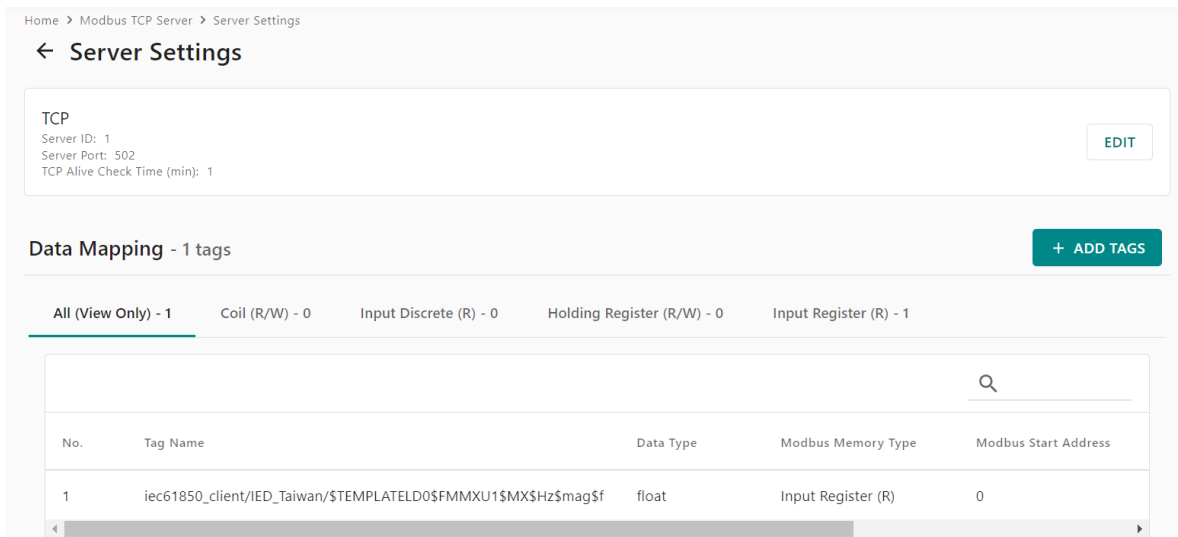 Home > Modbus TCP Server > Server Settings
← Server Settings
TCP
Server ID: 1
Server Port: 502
TCP Alive Check Time (min): 1
EDIT
Data Mapping - 1 tags
+ ADD TAGS
All (View Only) - 1 Coil (R/W) - 0 Input Discrete (R) - 0 Holding Register (R/W) - 0 Input Register (R) - 1
No. Tag Name Data Type Modbus Memory Type Modbus Start Address
1 iec61850_client/IED_Taiwan/$TEMPLATELD0$FMMXU1$MX$Hz$mag$f float Input Register (R) 0